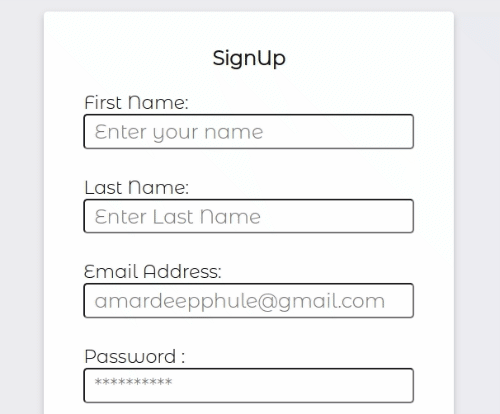 SignUp
First Name:
Enter your name
Last Name:
Enter Last Name
Email Address:
amardeepphule@gmail.com
Password :
**********